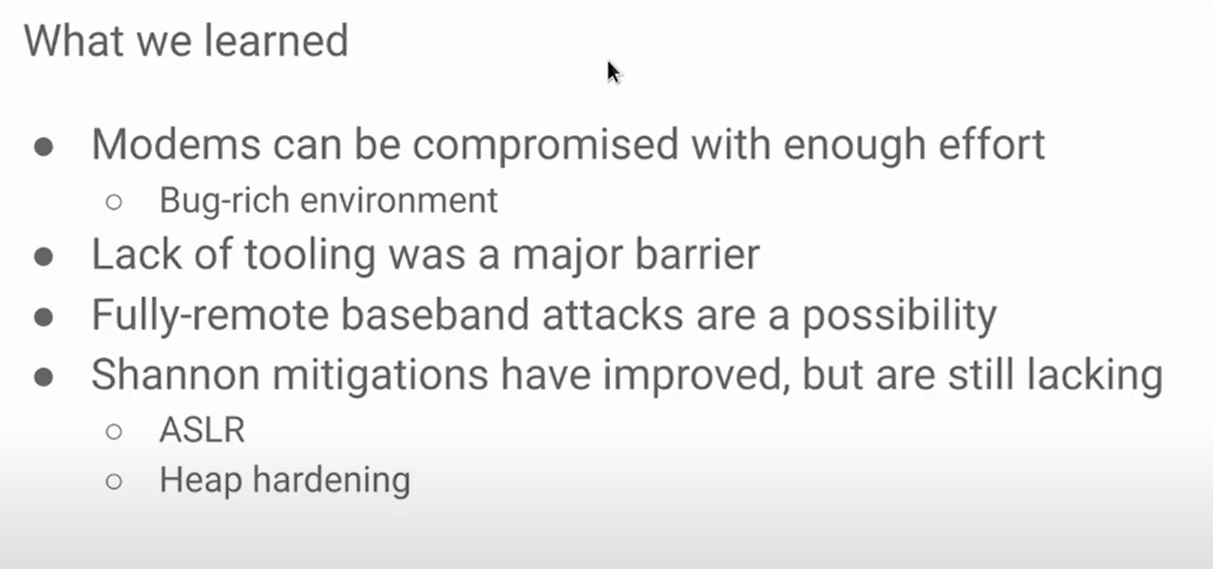 What we learned
● Modems can be compromised with enough effort
○ Bug-rich environment
● Lack of tooling was a major barrier
● Fully-remote baseband attacks are a possibility
● Shannon mitigations have improved, but are still lacking
○ ASLR
○ Heap hardening